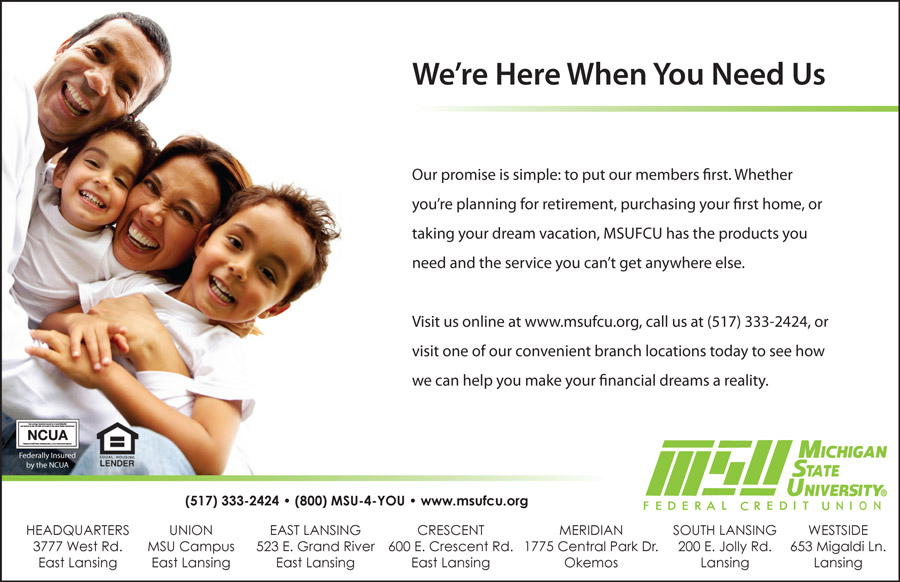 We're Here When You Need Us
Our promise is simple: to put our members first. Whether
you're planning for retirement, purchasing your first home, or
taking your dream vacation, MSUFCU has the products you
need and the service you can't get anywhere else.
Visit us online at www.msufcu.org, call us at (517) 333-2424, or
visit one of our convenient branch locations today to see how
we can help you make your financial dreams a reality.
NCUA
Federally Insured
by the NCUA
EQUAL HOUSING
LENDER
MSU
MICHIGAN
STATE
UNIVERSITY®
FEDERAL CREDIT UNION
(517) 333-2424 • (800) MSU-4-YOU • www.msufcu.org
HEADQUARTERS
3777 West Rd.
East Lansing
UNION
MSU Campus
East Lansing
EAST LANSING
523 E. Grand River
East Lansing
CRESCENT
600 E. Crescent Rd.
East Lansing
MERIDIAN
1775 Central Park Dr.
Okemos
SOUTH LANSING
200 E. Jolly Rd.
Lansing
WESTSIDE
653 Migaldi Ln.
Lansing